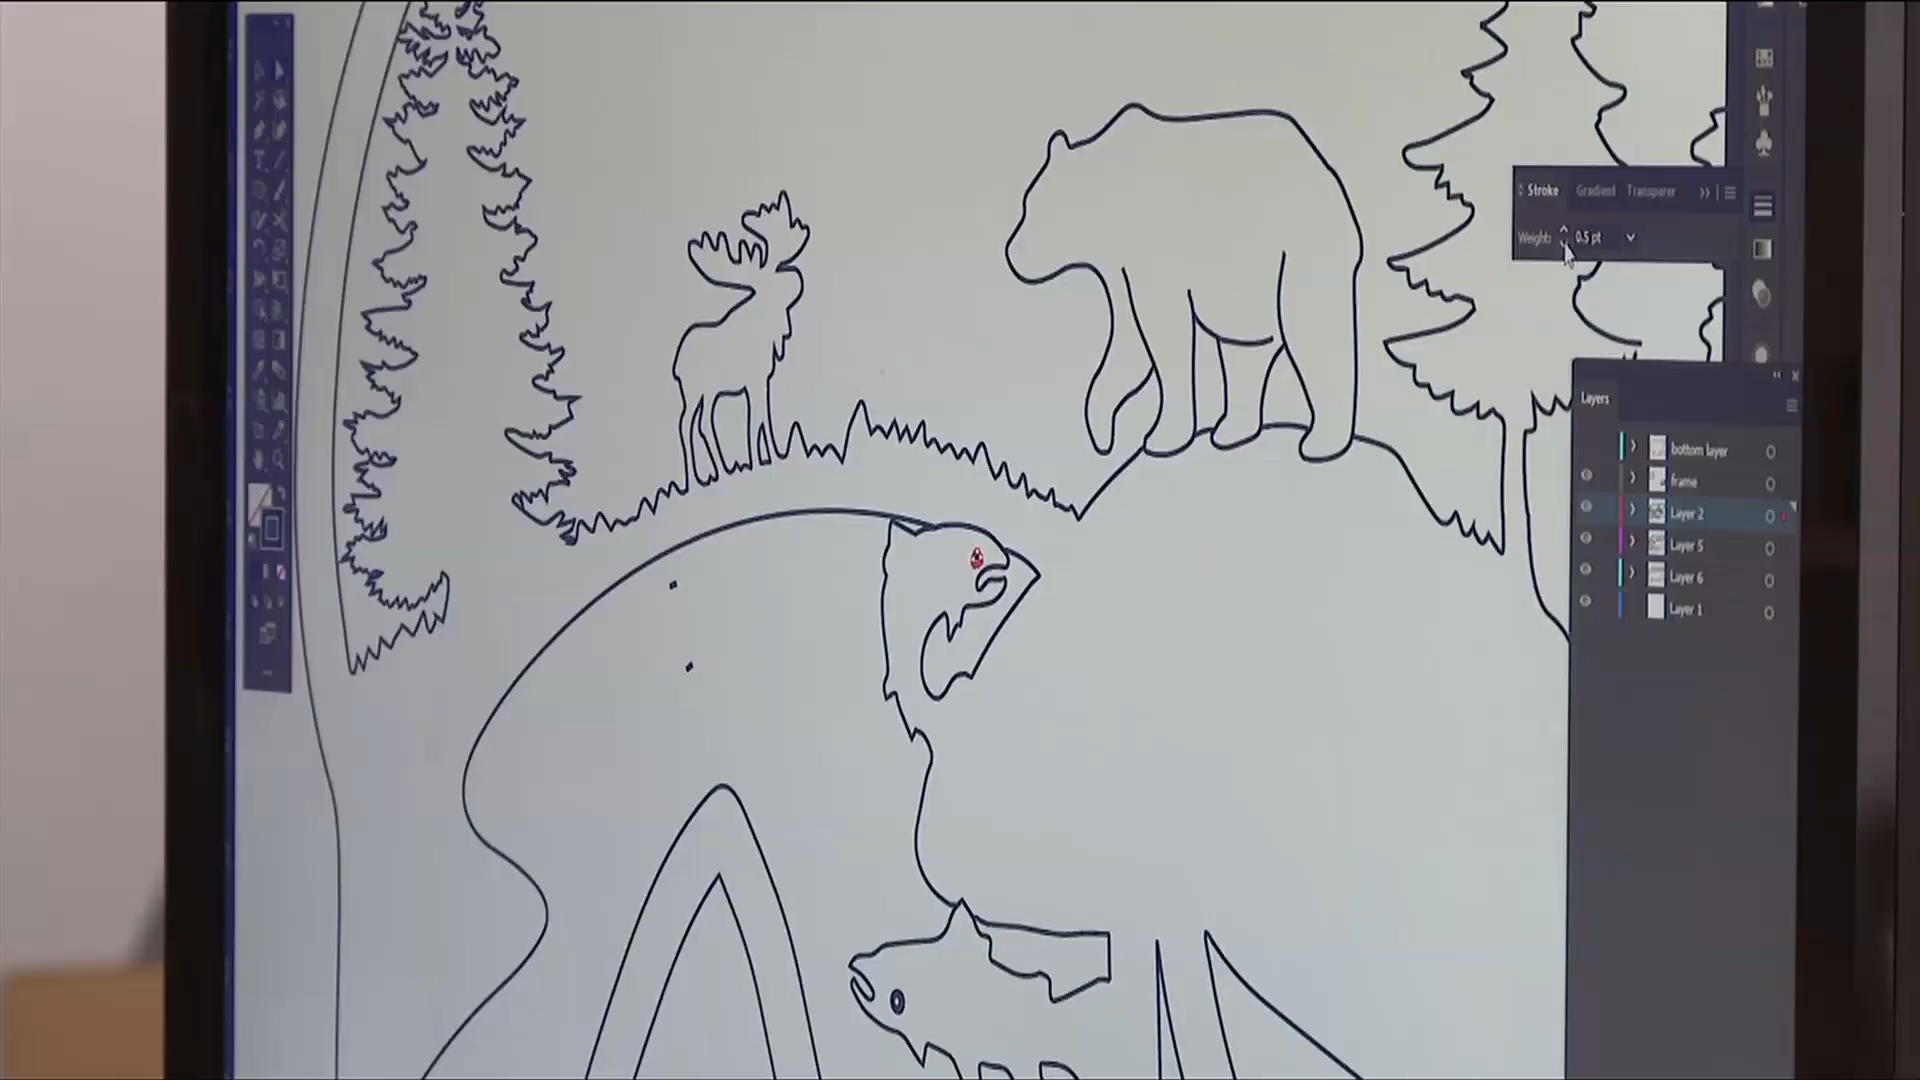 Stroke Gradient Transparer
Weight: 0.5 pt
Layers
bottom layer
frame
Layer 2
Layer 5
Layer 6
Layer 1